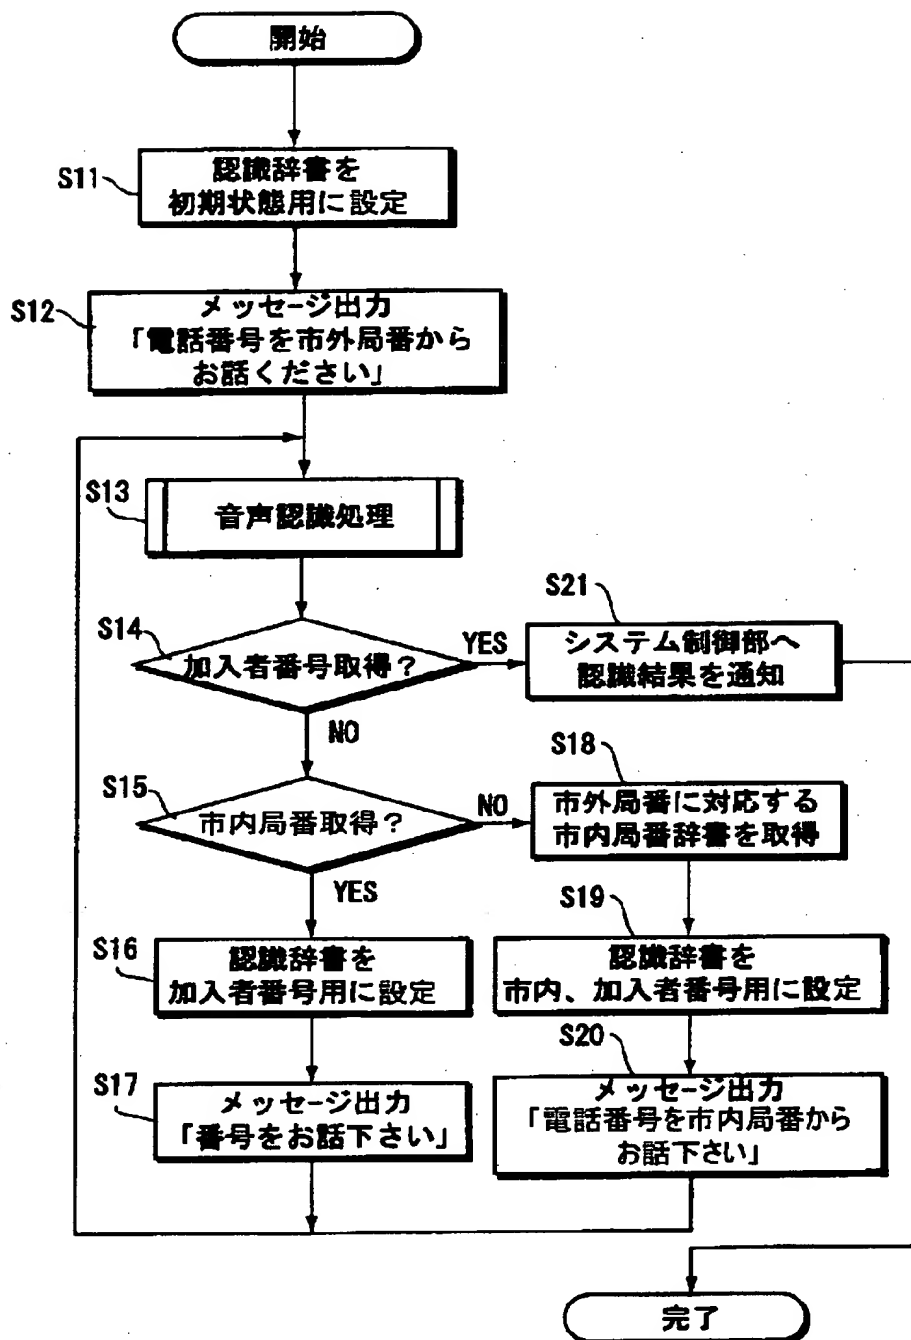 開始
S11
認識辞書を
初期状態用に設定
S12
メッセージ出力
「電話番号を市外局番から
お話ください」
S13
音声認識処理
S14
加入者番号取得？
YES
NO
S21
システム制御部へ
認識結果を通知
S15
市内局番取得？
NO
YES
S18
市外局番に対応する
市内局番辞書を取得
S16
認識辞書を
加入者番号用に設定
S19
認識辞書を
市内、加入者番号用に設定
S17
メッセージ出力
「番号をお話下さい」
S20
メッセージ出力
「電話番号を市内局番から
お話下さい」
完了